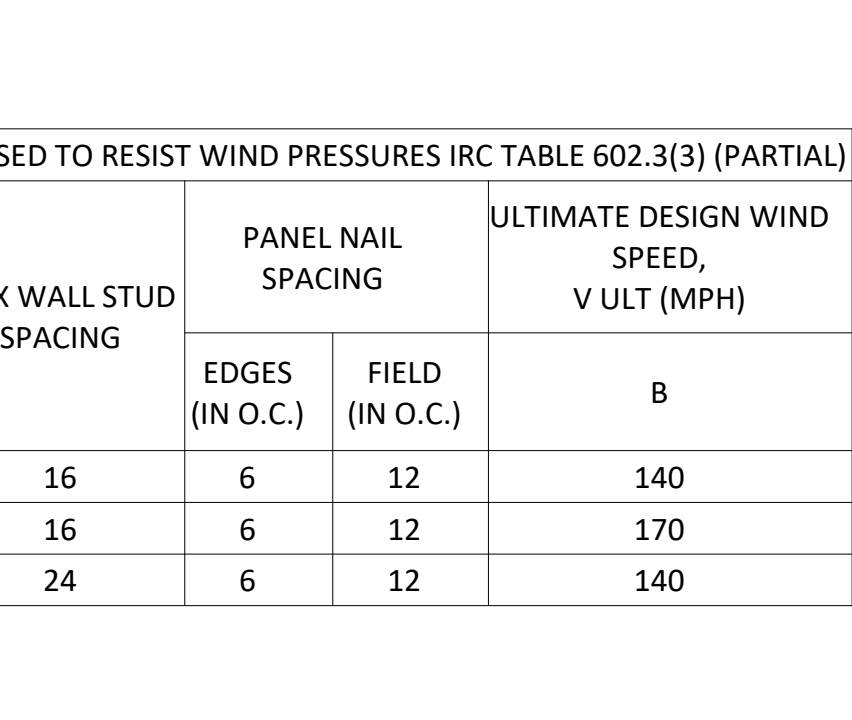 SED TO RESIST WIND PRESSURES IRC TABLE 602.3(3) (PARTIAL)
X WALL STUD
SPACING
PANEL NAIL
SPACING
ULTIMATE DESIGN WIND
SPEED,
V ULT (MPH)
EDGES
(IN O.C.)
FIELD
(IN O.C.)
B
16 6 12 140
16 6 12 170
24 6 12 140